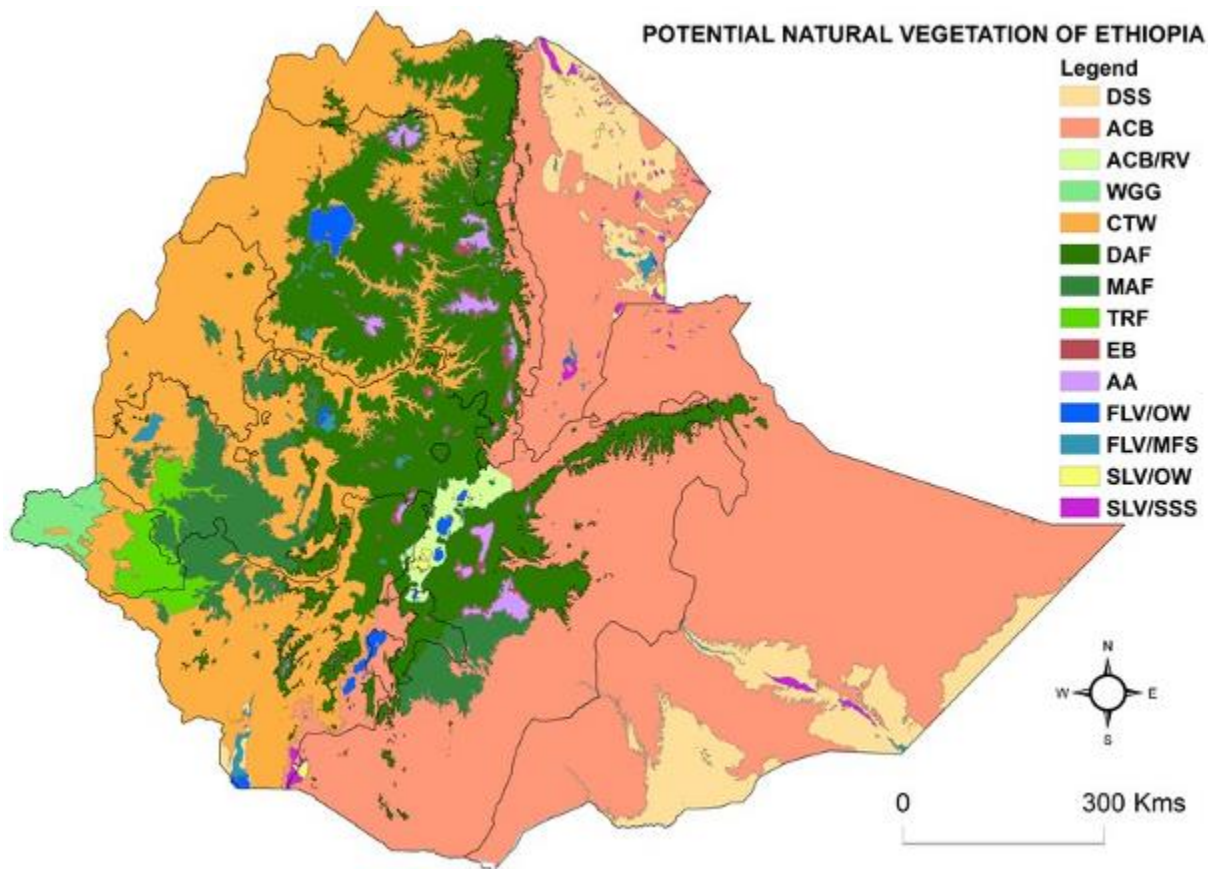 POTENTIAL NATURAL VEGETATION OF ETHIOPIA
Legend
DSS
ACB
ACB/RV
WGG
CTW
DAF
MAF
TRF
EB
AA
FLV/OW
FLV/MFS
SLV/OW
SLV/SSS
N
W E
S
0 300 Kms